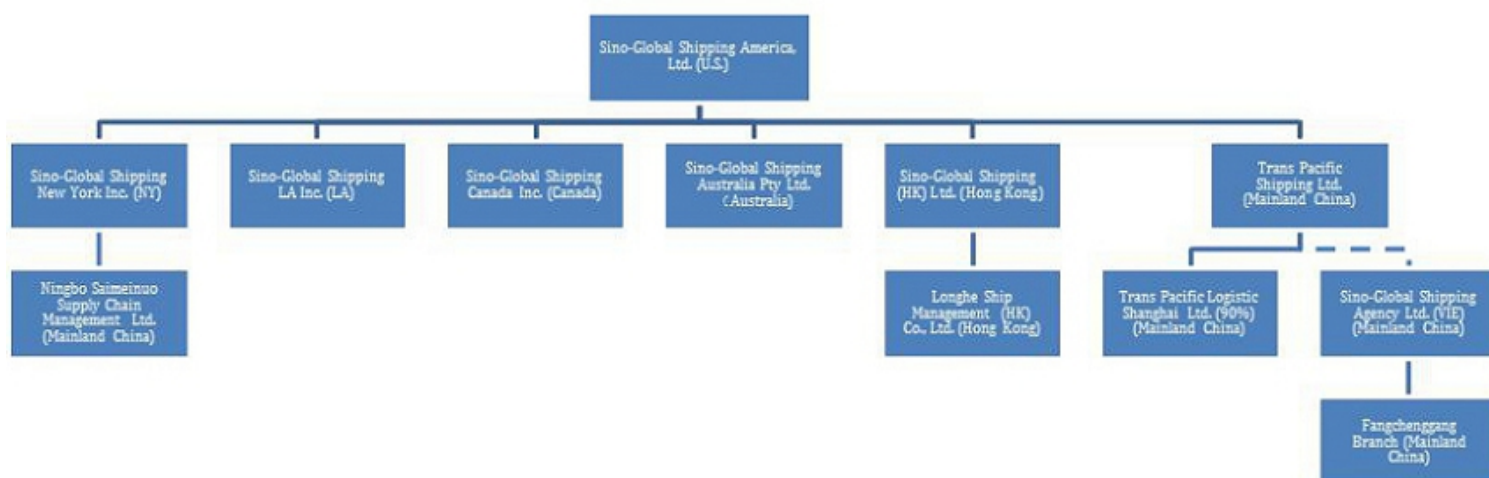 Sino-Global Shipping America,
Ltd. (U.S.)
Sino-Global Shipping
New York Inc. (NY)
Sino-Global Shipping
LA Inc. (LA)
Sino-Global Shipping
Canada Inc. (Canada)
Sino-Global Shipping
Australia Pty Ltd.
(Australia)
Sino-Global Shipping
(HK) Ltd. (Hong Kong)
Trans Pacific
Shipping Ltd.
(Mainland China)
Ningbo Saimeinuo
Supply Chain
Management Ltd.
(Mainland China)
Longhe Ship
Management (HK)
Co., Ltd. (Hong Kong)
Trans Pacific Logistic
Shanghai Ltd. (90%)
(Mainland China)
Sino-Global Shipping
Agency Ltd. (VIE)
(Mainland China)
Fangchenggang
Branch (Mainland
China)